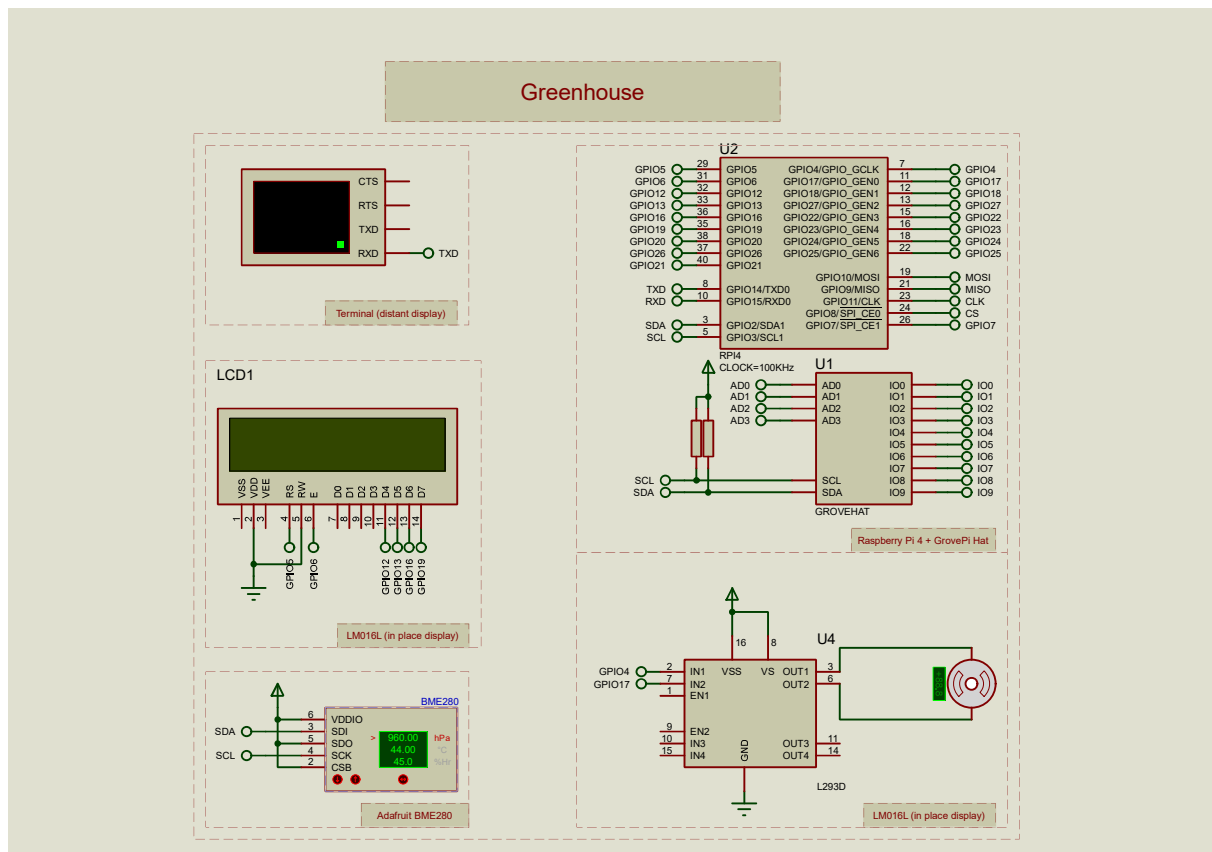 Greenhouse
CTS
RTS
TXD
RXD
TXD
Terminal (distant display)
LCD1
VSS
VDD
VEE
RS
RW
E
D0
D1
D2
D3
D4
D5
D6
D7
1
2
3
4
5
6
7
8
9
10
11
12
13
14
GPIO5
GPIO6
GPIO12
GPIO13
GPIO16
GPIO19
LM016L (in place display)
BME280
SDA
SCL
6 VDDIO
3 SDI
5 SDO
4 SCK
2 CSB
> 960.00 hPa
44.00 °C
45.0 %Hr
Adafruit BME280
U2
GPIO5 29 GPIO5 GPIO4/GPIO_GCLK 7 GPIO4
GPIO6 31 GPIO6 GPIO17/GPIO_GEN0 11 GPIO17
GPIO12 32 GPIO12 GPIO18/GPIO_GEN1 12 GPIO18
GPIO13 33 GPIO13 GPIO27/GPIO_GEN2 13 GPIO27
GPIO16 36 GPIO16 GPIO22/GPIO_GEN3 15 GPIO22
GPIO19 35 GPIO19 GPIO23/GPIO_GEN4 16 GPIO23
GPIO20 38 GPIO20 GPIO24/GPIO_GEN5 18 GPIO24
GPIO26 37 GPIO26 GPIO25/GPIO_GEN6 22 GPIO25
GPIO21 40 GPIO21
GPIO10/MOSI 19 MOSI
TXD 8 GPIO14/TXD0 GPIO9/MISO 21 MISO
RXD 10 GPIO15/RXD0 GPIO11/CLK 23 CLK
GPIO8/SPI_CE0 24 CS
SDA 3 GPIO2/SDA1 GPIO7/SPI_CE1 26 GPIO7
SCL 5 GPIO3/SCL1
RPI4
CLOCK=100KHz
U1
AD0 AD0 IO0 IO0
AD1 AD1 IO1 IO1
AD2 AD2 IO2 IO2
AD3 AD3 IO3 IO3
IO4 IO4
IO5 IO5
IO6 IO6
IO7 IO7
SCL SCL IO8 IO8
SDA SDA IO9 IO9
GROVEHAT
Raspberry Pi 4 + GrovePi Hat
U4
16 8
GPIO4 2 IN1 VSS VS OUT1 3
GPIO17 7 IN2 OUT2 6
1 EN1
9 EN2
10 IN3 OUT3 11
15 IN4 OUT4 14
GND
L293D
LM016L (in place display)